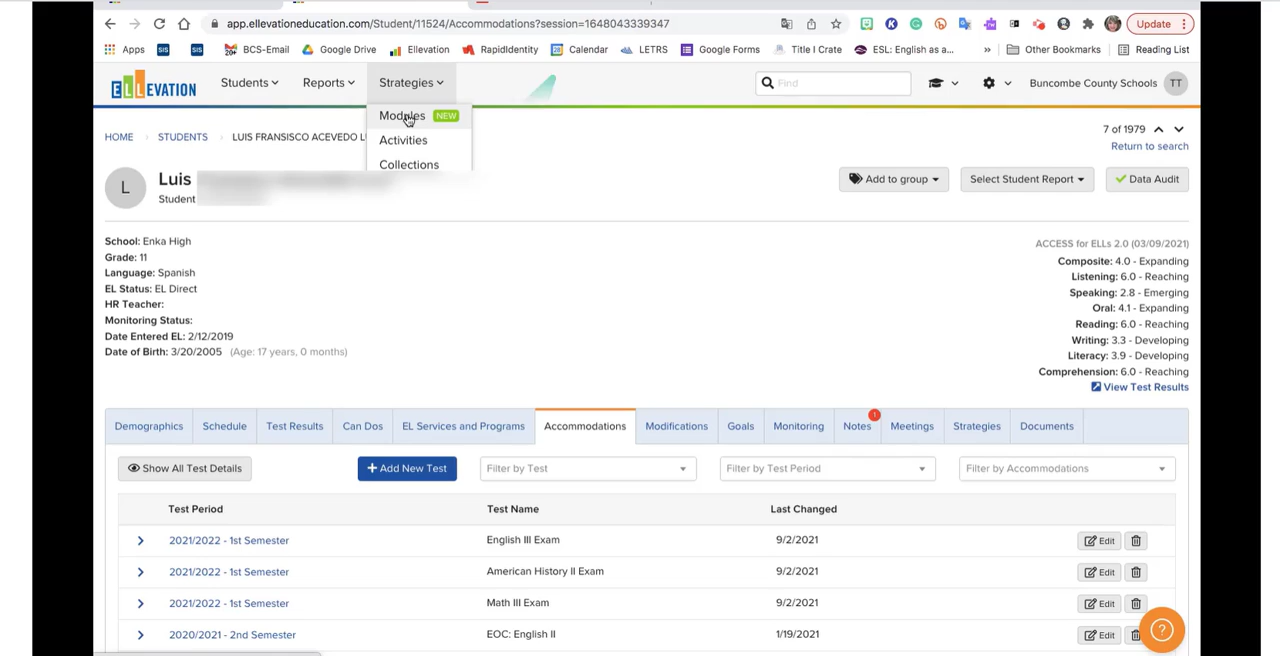 app.ellevationeducation.com/Student/11524/Accommodations?session=1648043339347
Update
Apps SIS SIS BCS-Email Google Drive Ellevation RapidIdentity Calendar LETRS Google Forms Title I Crate ESL: English as a... » Other Bookmarks Reading List
ELLEVATION Students Reports Strategies Find Buncombe County Schools TT
Modules NEW
Activities
Collections
HOME STUDENTS LUIS FRANSISCO ACEVEDO L
7 of 1979
Return to search
L
Luis
Student
Add to group Select Student Report Data Audit
School: Enka High
Grade: 11
Language: Spanish
EL Status: EL Direct
HR Teacher:
Monitoring Status:
Date Entered EL: 2/12/2019
Date of Birth: 3/20/2005 (Age: 17 years, 0 months)
ACCESS for ELLs 2.0 (03/09/2021)
Composite: 4.0 - Expanding
Listening: 6.0 - Reaching
Speaking: 2.8 - Emerging
Oral: 4.1 - Expanding
Reading: 6.0 - Reaching
Writing: 3.3 - Developing
Literacy: 3.9 - Developing
Comprehension: 6.0 - Reaching
View Test Results
Demographics Schedule Test Results Can Dos EL Services and Programs Accommodations Modifications Goals Monitoring Notes 1 Meetings Strategies Documents
Show All Test Details + Add New Test Filter by Test Filter by Test Period Filter by Accommodations
Test Period Test Name Last Changed
2021/2022 - 1st Semester English III Exam 9/2/2021 Edit
2021/2022 - 1st Semester American History II Exam 9/2/2021 Edit
2021/2022 - 1st Semester Math III Exam 9/2/2021 Edit
2020/2021 - 2nd Semester EOC: English II 1/19/2021 Edit
?